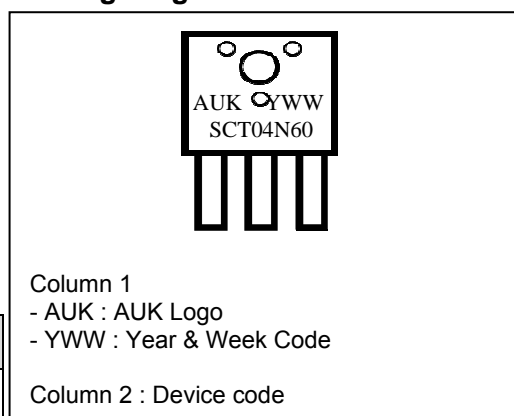 AUK YWW
SCT04N60
Column 1
- AUK : AUK Logo
- YWW : Year & Week Code
Column 2 : Device code